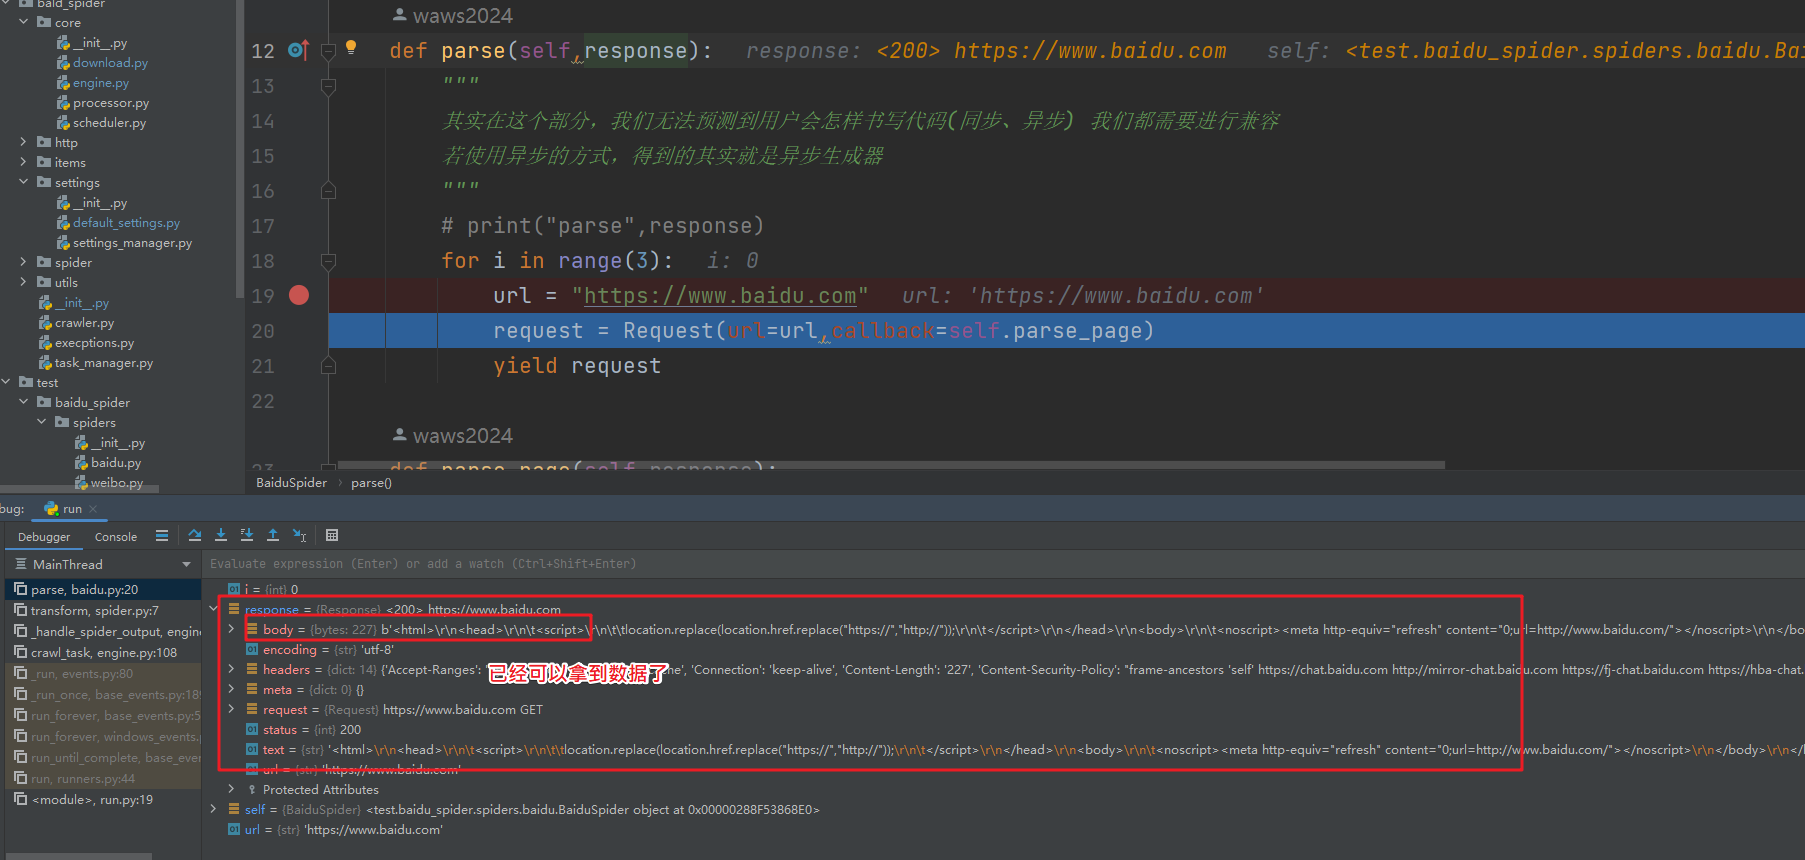 bald_spider
core
__init__.py
download.py
engine.py
processor.py
scheduler.py
http
items
settings
__init__.py
default_settings.py
settings_manager.py
spider
utils
__init__.py
crawler.py
execptions.py
task_manager.py
test
baidu_spider
spiders
__init__.py
baidu.py
weibo.py
waws2024
12 def parse(self,response): response: <200> https://www.baidu.com self: <test.baidu_spider.spiders.baidu.Bai
13 """
14 其实在这个部分，我们无法预测到用户会怎样书写代码(同步、异步) 我们都需要进行兼容
15 若使用异步的方式，得到的其实就是异步生成器
16 """
17 # print("parse",response)
18 for i in range(3): i: 0
19 url = "https://www.baidu.com" url: 'https://www.baidu.com'
20 request = Request(url=url,callback=self.parse_page)
21 yield request
22
waws2024
23 def parse_page(self,response):
BaiduSpider parse()
bug: run
Debugger Console
MainThread
Evaluate expression (Enter) or add a watch (Ctrl+Shift+Enter)
parse, baidu.py:20
transform, spider.py:7
_handle_spider_output, engine
crawl_task, engine.py:108
_run, events.py:80
_run_once, base_events.py:189
run_forever, base_events.py:5
run_forever, windows_events.p
run_until_complete, base_ever
run, runners.py:44
<module>, run.py:19
i = {int} 0
response = {Response} <200> https://www.baidu.com
body = {bytes: 227} b'<html>\r\n<head>\r\n\t<script>\r\n\t\tlocation.replace(location.href.replace("https://","http://"));\r\n\t</script>\r\n</head>\r\n<body>\r\n\t<noscript><meta http-equiv="refresh" content="0;url=http://www.baidu.com/"></noscript>\r\n</bo
encoding = {str} 'utf-8'
headers = {dict: 14} {'Accept-Ranges': 'Connection': 'keep-alive', 'Content-Length': '227', 'Content-Security-Policy': "frame-ancestors 'self' https://chat.baidu.com http://mirror-chat.baidu.com https://fj-chat.baidu.com https://hba-cha
已经可以拿到数据了
meta = {dict: 0} {}
request = {Request} https://www.baidu.com GET
status = {int} 200
text = {str} '<html>\r\n<head>\r\n\t<script>\r\n\t\tlocation.replace(location.href.replace("https://","http://"));\r\n\t</script>\r\n</head>\r\n<body>\r\n\t<noscript><meta http-equiv="refresh" content="0;url=http://www.baidu.com/"></noscript>\r\n</body>\r\n</h
url = {str} 'https://www.baidu.com'
Protected Attributes
self = {BaiduSpider} <test.baidu_spider.spiders.baidu.BaiduSpider object at 0x00000288F53868E0>
url = {str} 'https://www.baidu.com'